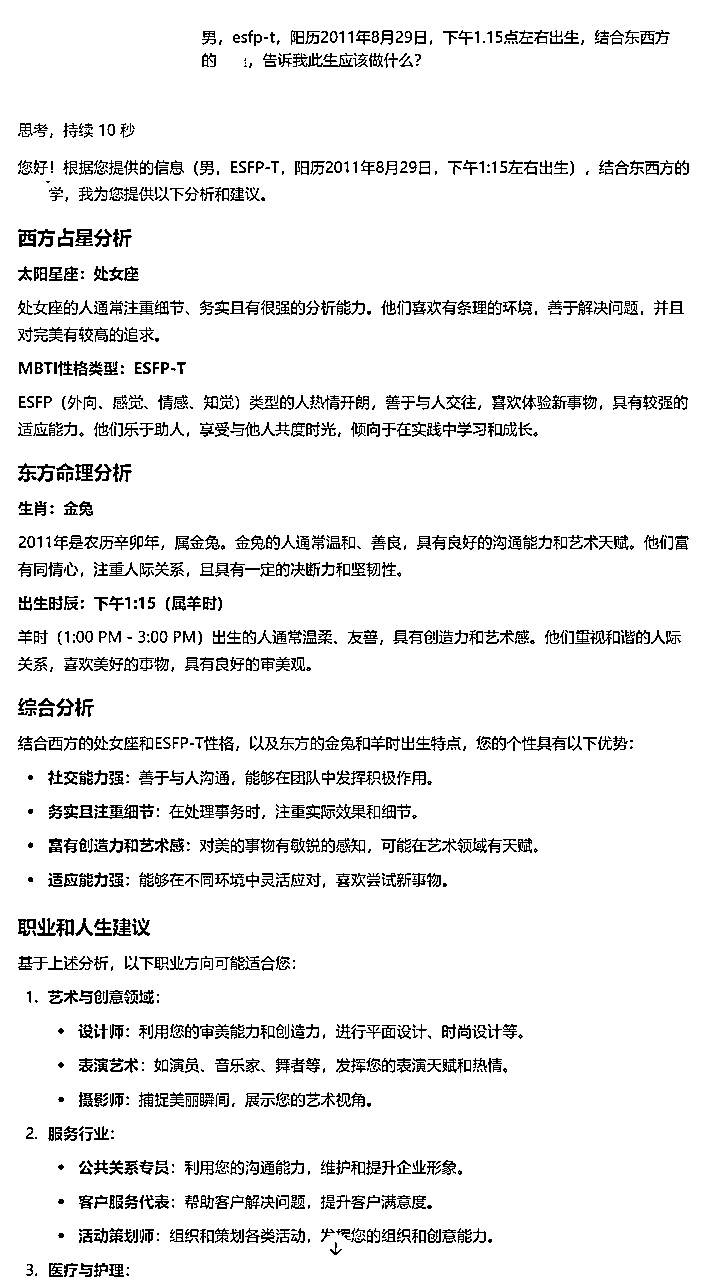 男，esfp-t，阳历2011年8月29日，下午1.15点左右出生，结合东西方
的 ，告诉我此生应该做什么？
思考，持续 10 秒
您好！根据您提供的信息（男，ESFP-T，阳历2011年8月29日，下午1:15左右出生），结合东西方的
学，我为您提供以下分析和建议。
西方占星分析
太阳星座：处女座
处女座的人通常注重细节、务实且有很强的分析能力。他们喜欢有条理的环境，善于解决问题，并且
对完美有较高的追求。
MBTI性格类型：ESFP-T
ESFP（外向、感觉、情感、知觉）类型的人热情开朗，善于与人交往，喜欢体验新事物，具有较强的
适应能力。他们乐于助人，享受与他人共度时光，倾向于在实践中学习和成长。
东方命理分析
生肖：金兔
2011年是农历辛卯年，属金兔。金兔的人通常温和、善良，具有良好的沟通能力和艺术天赋。他们富
有同情心，注重人际关系，且具有一定的决断力和坚韧性。
出生时辰：下午1:15（属羊时）
羊时（1:00 PM - 3:00 PM）出生的人通常温柔、友善，具有创造力和艺术感。他们重视和谐的人际
关系，喜欢美好的事物，具有良好的审美观。
综合分析
结合西方的处女座和ESFP-T性格，以及东方的金兔和羊时出生特点，您的个性具有以下优势：
• 社交能力强：善于与人沟通，能够在团队中发挥积极作用。
• 务实且注重细节：在处理事务时，注重实际效果和细节。
• 富有创造力和艺术感：对美的事物有敏锐的感知，可能在艺术领域有天赋。
• 适应能力强：能够在不同环境中灵活应对，喜欢尝试新事物。
职业和人生建议
基于上述分析，以下职业方向可能适合您：
1. 艺术与创意领域：
• 设计师：利用您的审美能力和创造力，进行平面设计、时尚设计等。
• 表演艺术：如演员、音乐家、舞者等，发挥您的表演天赋和热情。
• 摄影师：捕捉美丽瞬间，展示您的艺术视角。
2. 服务行业：
• 公共关系专员：利用您的沟通能力，维护和提升企业形象。
• 客户服务代表：帮助客户解决问题，提升客户满意度。
• 活动策划师：组织和策划各类活动，发挥您的组织和创意能力。
3. 医疗与护理：